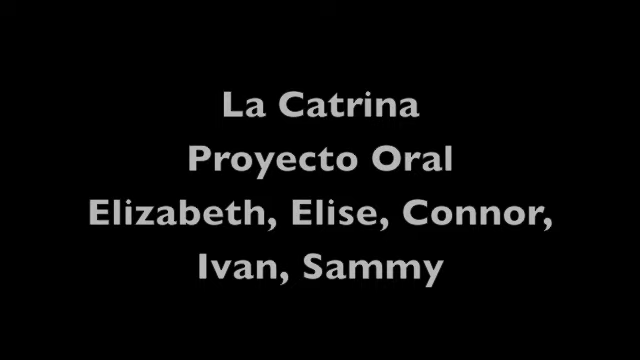 La Catrina
Proyecto Oral
Elizabeth, Elise, Connor,
Ivan, Sammy